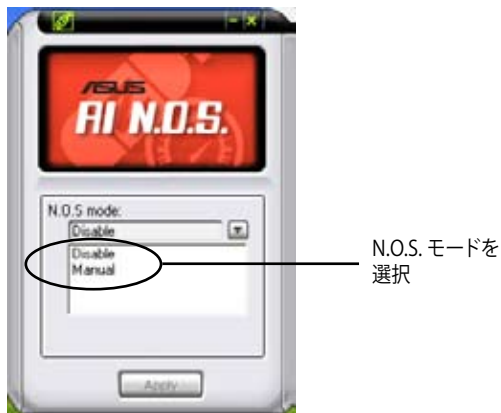 ASUS
AI N.O.S.
N.O.S mode:
Disable
Disable
Manual
N.O.S. モードを
選択
Apply